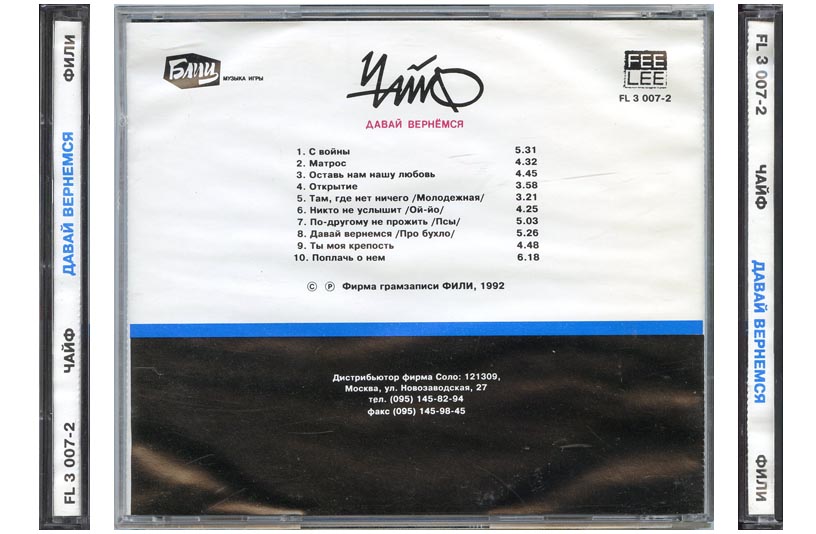 FL 3 007-2 ЧАЙФ ДАВАЙ ВЕРНЕМСЯ ФИЛИ
БЛИЦ
МУЗЫКА ИГРЫ
ЧАЙФ
ДАВАЙ ВЕРНЁМСЯ
FEE
LEE
FL 3 007-2
1. С войны 5.31
2. Матрос 4.32
3. Оставь нам нашу любовь 4.45
4. Открытие 3.58
5. Там, где нет ничего /Молодежная/ 3.21
6. Никто не услышит /Ой-йо/ 4.25
7. По-другому не прожить /Псы/ 5.03
8. Давай вернемся /Про бухло/ 5.26
9. Ты моя крепость 4.48
10. Поплачь о нем 6.18
© ℗ Фирма грамзаписи ФИЛИ, 1992
Дистрибьютор фирма Соло: 121309,
Москва, ул. Новозаводская, 27
тел. (095) 145-82-94
факс (095) 145-98-45
FL 3 007-2 ЧАЙФ ДАВАЙ ВЕРНЕМСЯ ФИЛИ